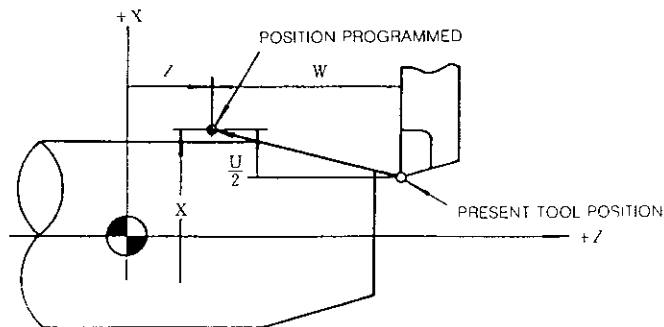 +X
POSITION PROGRAMMED
Z
W
U
2
X
PRESENT TOOL POSITION
+Z